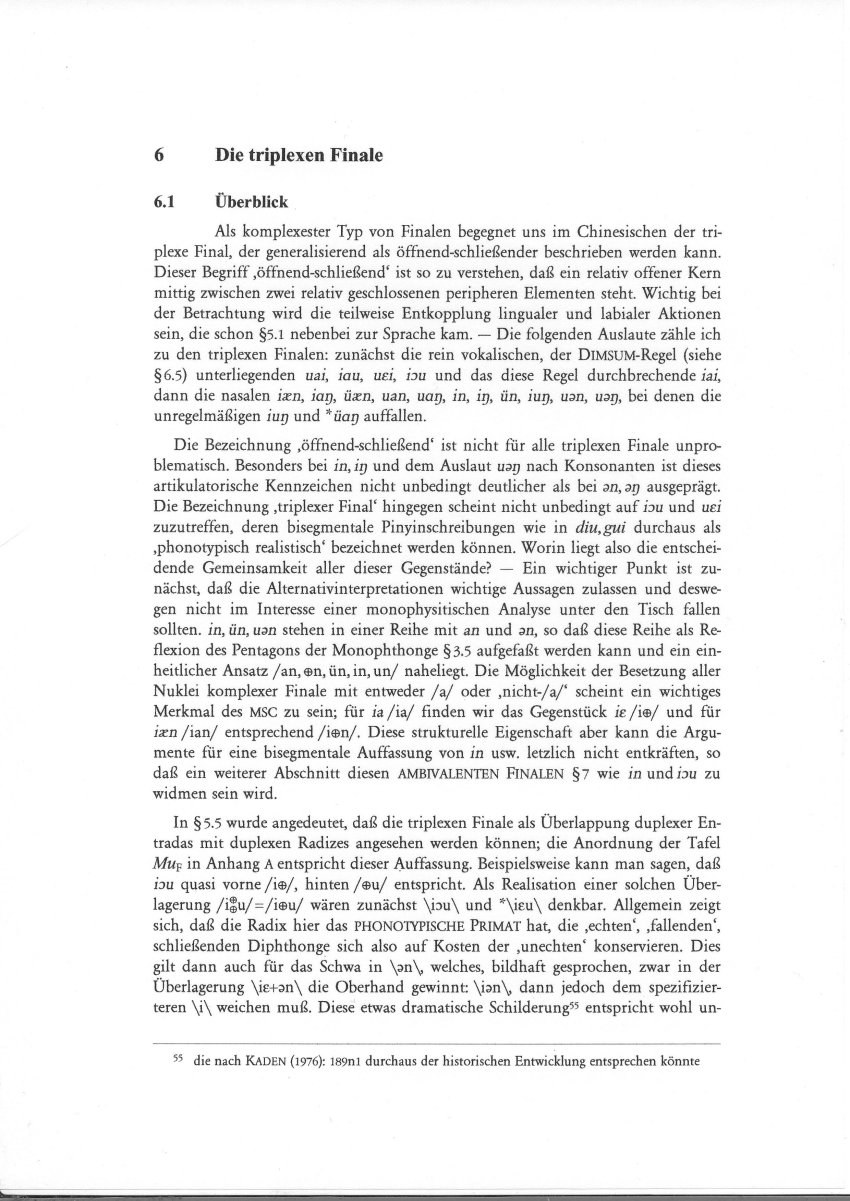 6 Die triplexen Finale
6.1 Überblick
Als komplexester Typ von Finalen begegnet uns im Chinesischen der tri-
plexe Final, der generalisierend als öffnend-schließender beschrieben werden kann.
Dieser Begriff ‚öffnend-schließend‘ ist so zu verstehen, daß ein relativ offener Kern
mittig zwischen zwei relativ geschlossenen peripheren Elementen steht. Wichtig bei
der Betrachtung wird die teilweise Entkopplung lingualer und labialer Aktionen
sein, die schon §5.1 nebenbei zur Sprache kam. — Die folgenden Auslaute zähle ich
zu den triplexen Finalen: zunächst die rein vokalischen, der DIMSUM-Regel (siehe
§6.5) unterliegenden uai, iau, uɛi, iɔu und das diese Regel durchbrechende iai,
dann die nasalen iæn, iaŋ, üæn, uan, uaŋ, in, iŋ, ün, iuŋ, uən, uəŋ, bei denen die
unregelmäßigen iuŋ und *üaŋ auffallen.
Die Bezeichnung ‚öffnend-schließend‘ ist nicht für alle triplexen Finale unpro-
blematisch. Besonders bei in, iŋ und dem Auslaut uəŋ nach Konsonanten ist dieses
artikulatorische Kennzeichen nicht unbedingt deutlicher als bei ən, əŋ ausgeprägt.
Die Bezeichnung ‚triplexer Final‘ hingegen scheint nicht unbedingt auf iɔu und uɛi
zuzutreffen, deren bisegmentale Pinyinschreibungen wie in diu, gui durchaus als
‚phonotypisch realistisch‘ bezeichnet werden können. Worin liegt also die entschei-
dende Gemeinsamkeit aller dieser Gegenstände? — Ein wichtiger Punkt ist zu-
nächst, daß die Alternativinterpretationen wichtige Aussagen zulassen und deswe-
gen nicht im Interesse einer monophysitischen Analyse unter den Tisch fallen
sollten. in, ün, uən stehen in einer Reihe mit an und ən, so daß diese Reihe als Re-
flexion des Pentagons der Monophthonge §3.5 aufgefaßt werden kann und ein ein-
heitlicher Ansatz /an, ⊕n, ün, in, un/ naheliegt. Die Möglichkeit der Besetzung aller
Nuklei komplexer Finale mit entweder /a/ oder ‚nicht-/a/‘ scheint ein wichtiges
Merkmal des MSC zu sein; für ia /ia/ finden wir das Gegenstück iɛ /i⊕/ und für
iæn /ian/ entsprechend /i⊕n/. Diese strukturelle Eigenschaft aber kann die Argu-
mente für eine bisegmentale Auffassung von in usw. letzlich nicht entkräften, so
daß ein weiterer Abschnitt diesen AMBIVALENTEN FINALEN §7 wie in und iɔu zu
widmen sein wird.
In §5.5 wurde angedeutet, daß die triplexen Finale als Überlappung duplexer En-
tradas mit duplexen Radizes angesehen werden können; die Anordnung der Tafel
Mu_F in Anhang A entspricht dieser Auffassung. Beispielsweise kann man sagen, daß
iɔu quasi vorne /i⊕/, hinten /⊕u/ entspricht. Als Realisation einer solchen Über-
lagerung /i⊕⊕u/=/i⊕u/ wären zunächst \iɔu\ und *\iɛu\ denkbar. Allgemein zeigt
sich, daß die Radix hier das PHONOTYPISCHE PRIMAT hat, die ‚echten‘, ‚fallenden‘,
schließenden Diphthonge sich also auf Kosten der ‚unechten‘ konservieren. Dies
gilt dann auch für das Schwa in \ən\, welches, bildhaft gesprochen, zwar in der
Überlagerung \iɛ+ən\ die Oberhand gewinnt: \iən\, dann jedoch dem spezifizier-
teren \i\ weichen muß. Diese etwas dramatische Schilderung⁵⁵ entspricht wohl un-
⁵⁵ die nach KADEN (1976): 189n1 durchaus der historischen Entwicklung entsprechen könnte